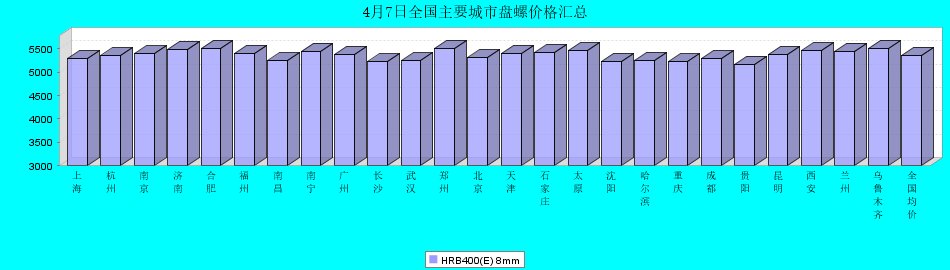 4月7日全国主要城市盘螺价格汇总
5500
5000
4500
4000
3500
3000
上海
杭州
南京
济南
合肥
福州
南昌
南宁
广州
长沙
武汉
郑州
北京
天津
石家庄
太原
沈阳
哈尔滨
重庆
成都
贵阳
昆明
西安
兰州
乌鲁木齐
全国均价
HRB400(E) 8mm